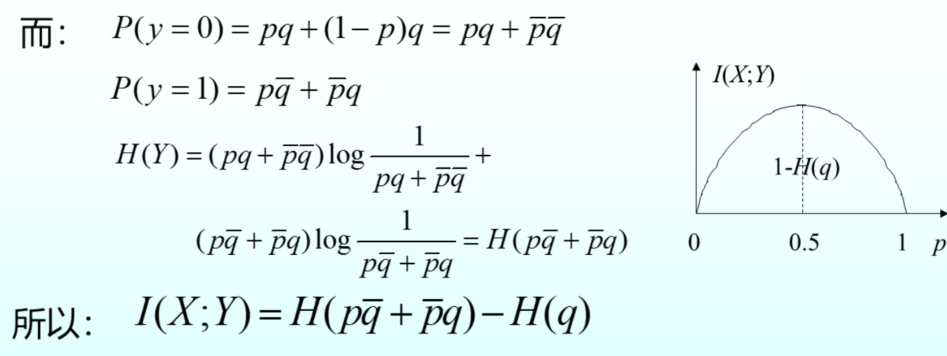 而： P(y = 0) = pq + (1 − p)q = pq + p̅q̅
P(y = 1) = pq̅ + p̅q
H(Y) = (pq + p̅q̅) log 1/(pq + p̅q̅) +
(pq̅ + p̅q) log 1/(pq̅ + p̅q) = H(pq̅ + p̅q)
所以： I(X;Y) = H(pq̅ + p̅q) − H(q)
I(X;Y)
1-H(q)
0 0.5 1 p